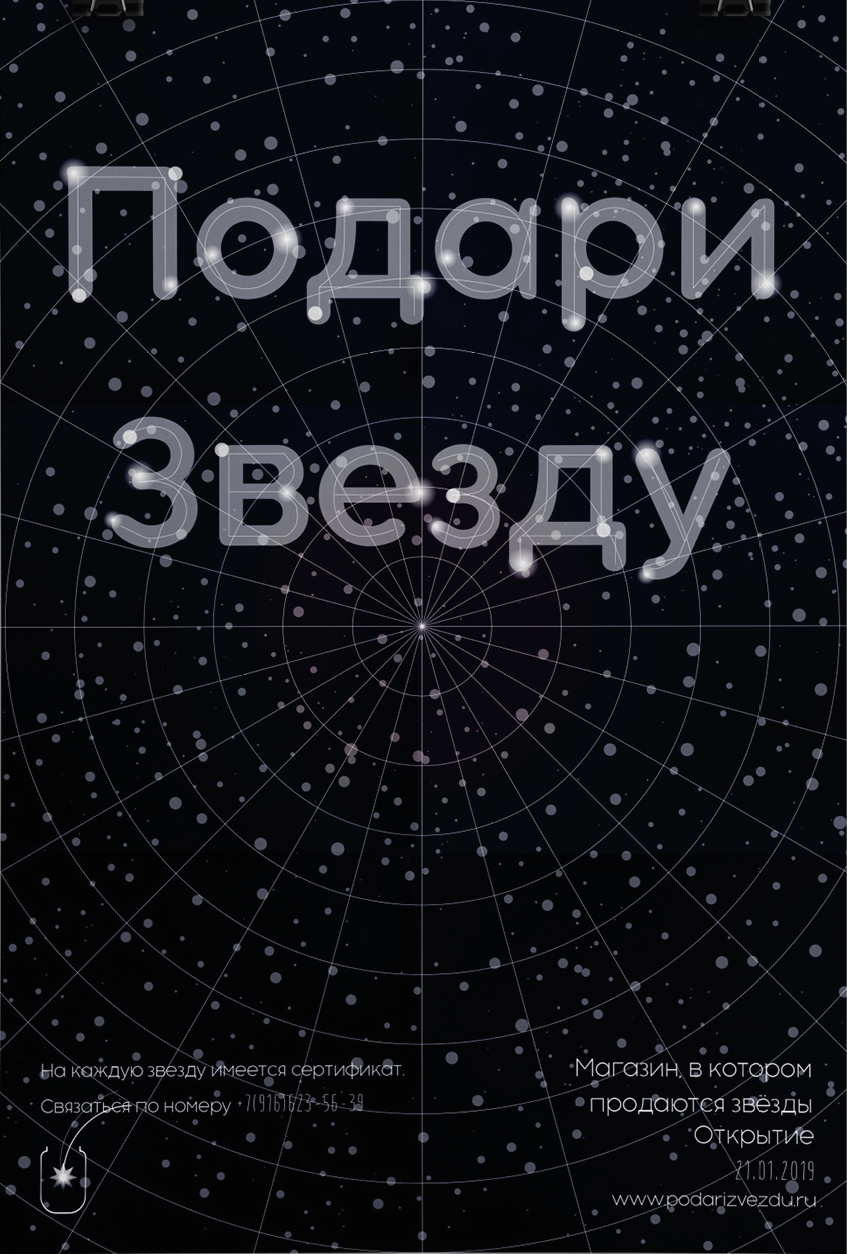 Подари
Звезду
На каждую звезду имеется сертификат.
Связаться по номеру +7(916)623-56-39
Магазин, в котором
продаются звёзды
Открытие
21.01.2019
www.podarizvezdu.ru